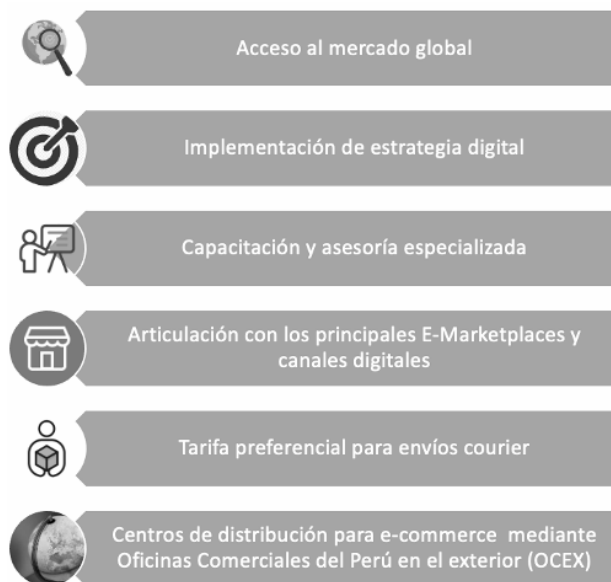 Acceso al mercado global
Implementación de estrategia digital
Capacitación y asesoría especializada
Articulación con los principales E-Marketplaces y
canales digitales
Tarifa preferencial para envíos courier
Centros de distribución para e-commerce mediante
Oficinas Comerciales del Perú en el exterior (OCEX)